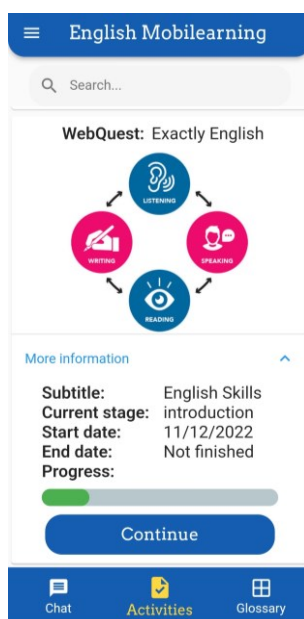 English Mobilearning
Search...
WebQuest: Exactly English
LISTENING
WRITING
SPEAKING
READING
More information
Subtitle: English Skills
Current stage: introduction
Start date: 11/12/2022
End date: Not finished
Progress:
Continue
Chat Activities Glossary